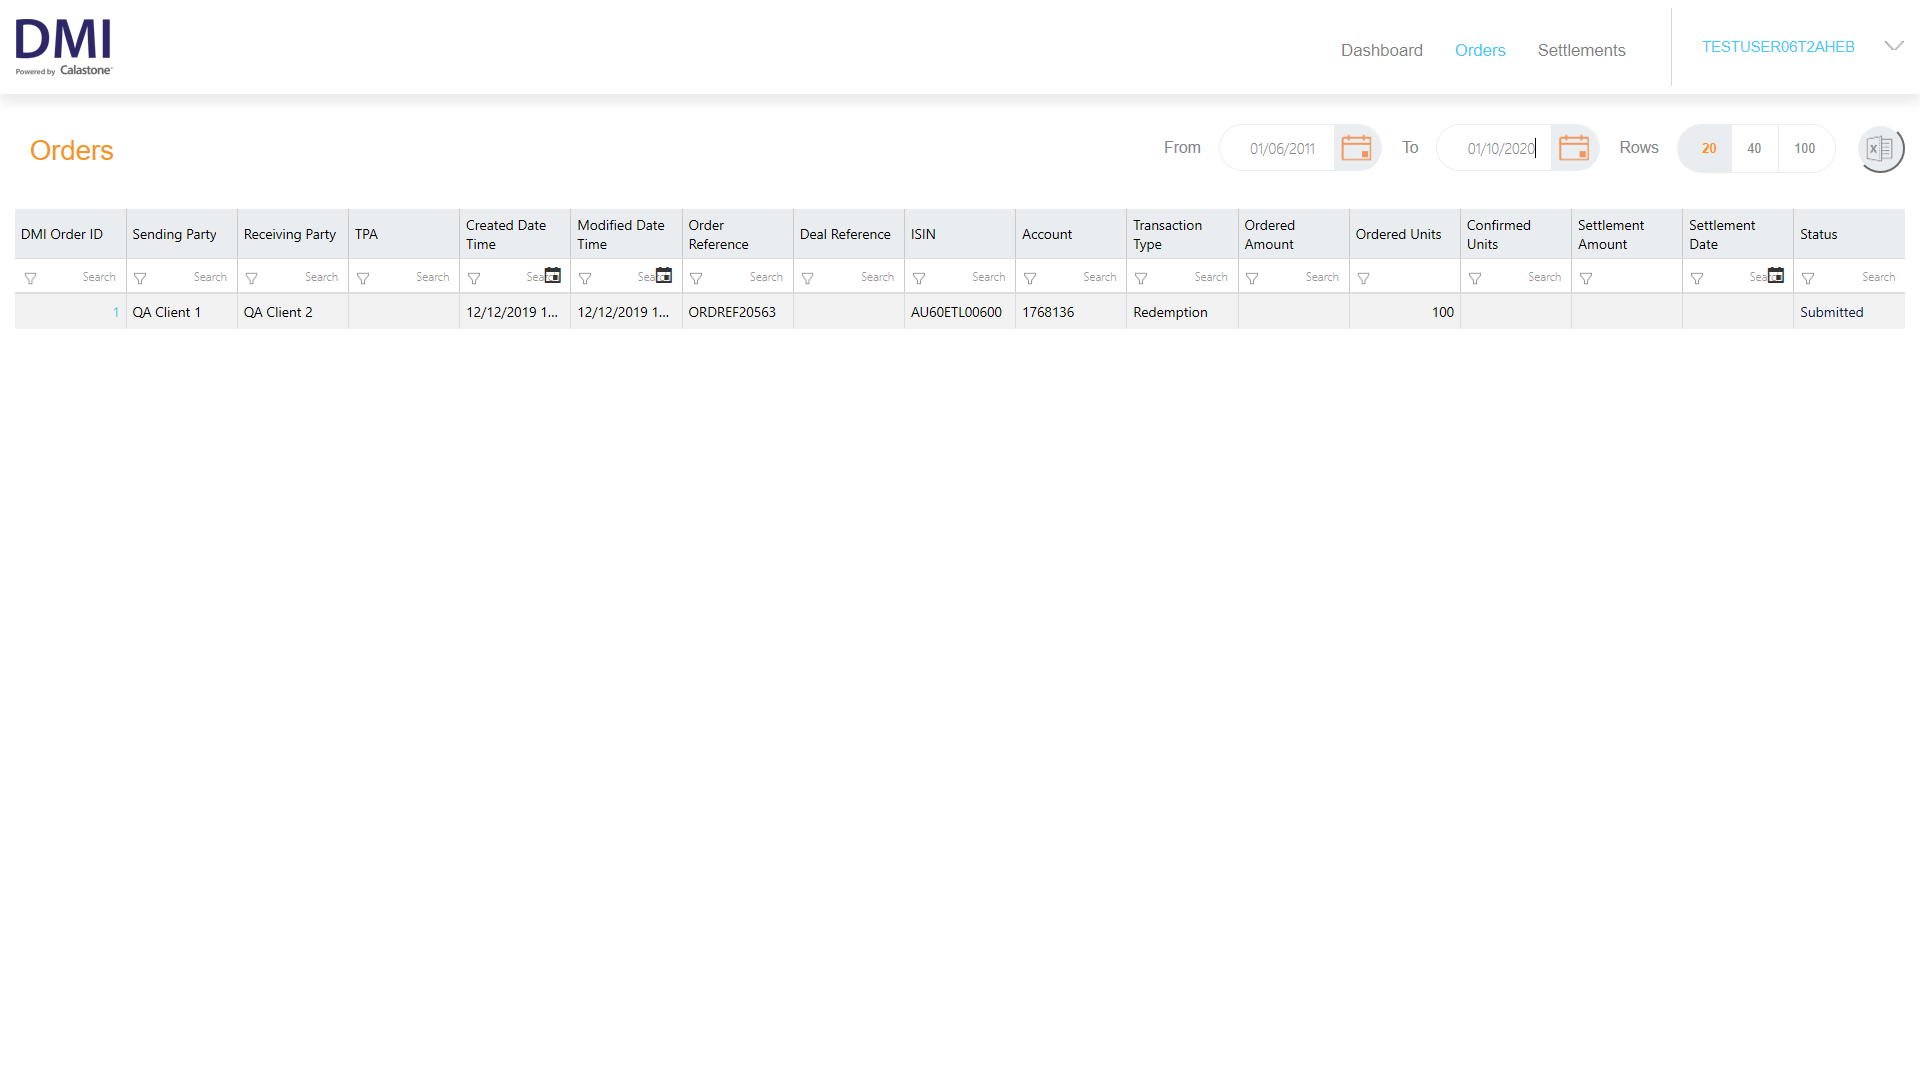 DMI
Powered by Calastone
Dashboard Orders Settlements TESTUSER06T2AHEB
Orders From 01/06/2011 To 01/10/2020 Rows 20 40 100
DMI Order ID Sending Party Receiving Party TPA Created Date Time Modified Date Time Order Reference Deal Reference ISIN Account Transaction Type Ordered Amount Ordered Units Confirmed Units Settlement Amount Settlement Date Status
Search Search Search Search Search Search Search Search Search Search Search Search Search Search Search
1 QA Client 1 QA Client 2 12/12/2019 1... 12/12/2019 1... ORDREF20563 AU60ETL00600 1768136 Redemption 100 Submitted